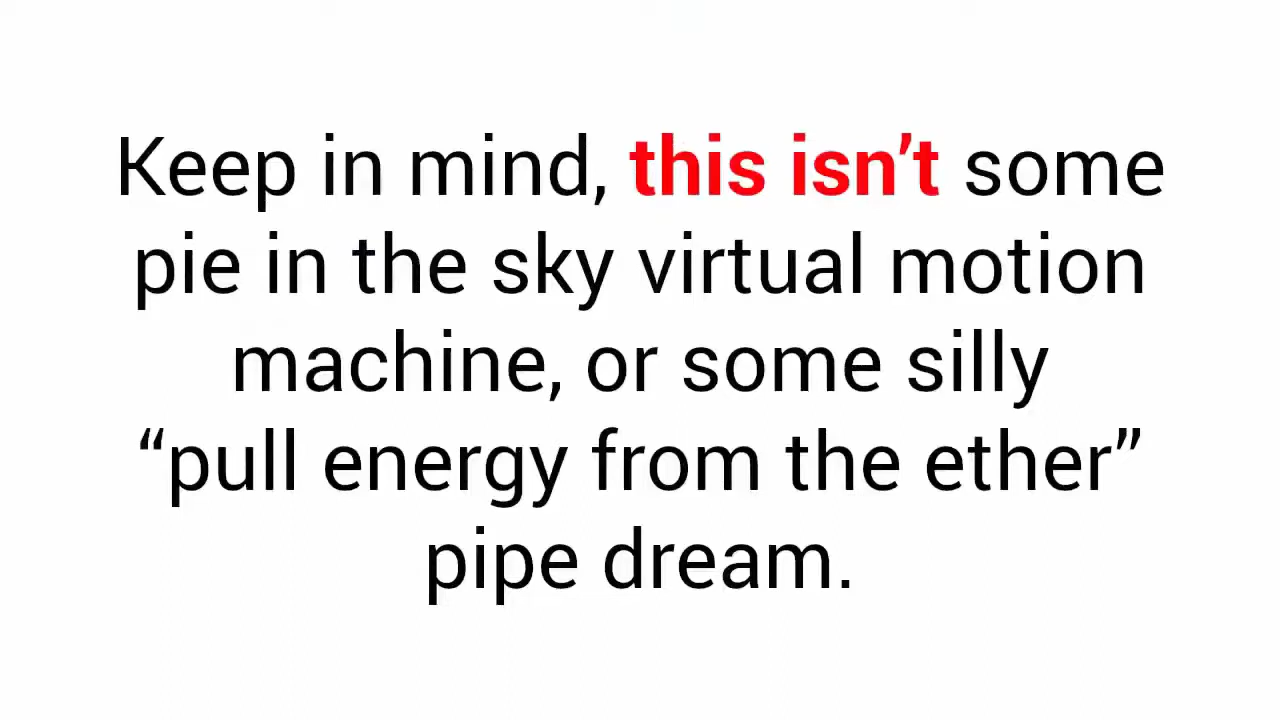 Keep in mind, this isn’t some
pie in the sky virtual motion
machine, or some silly
“pull energy from the ether”
pipe dream.